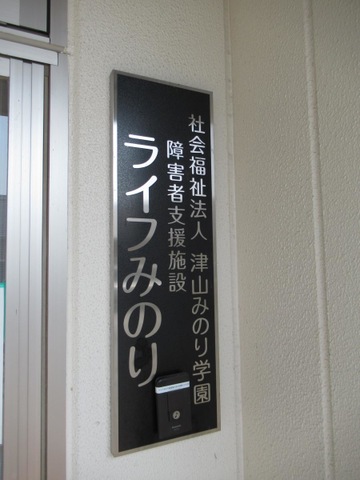 社会福祉法人 津山みのり学園
障害者支援施設
ライフみのり